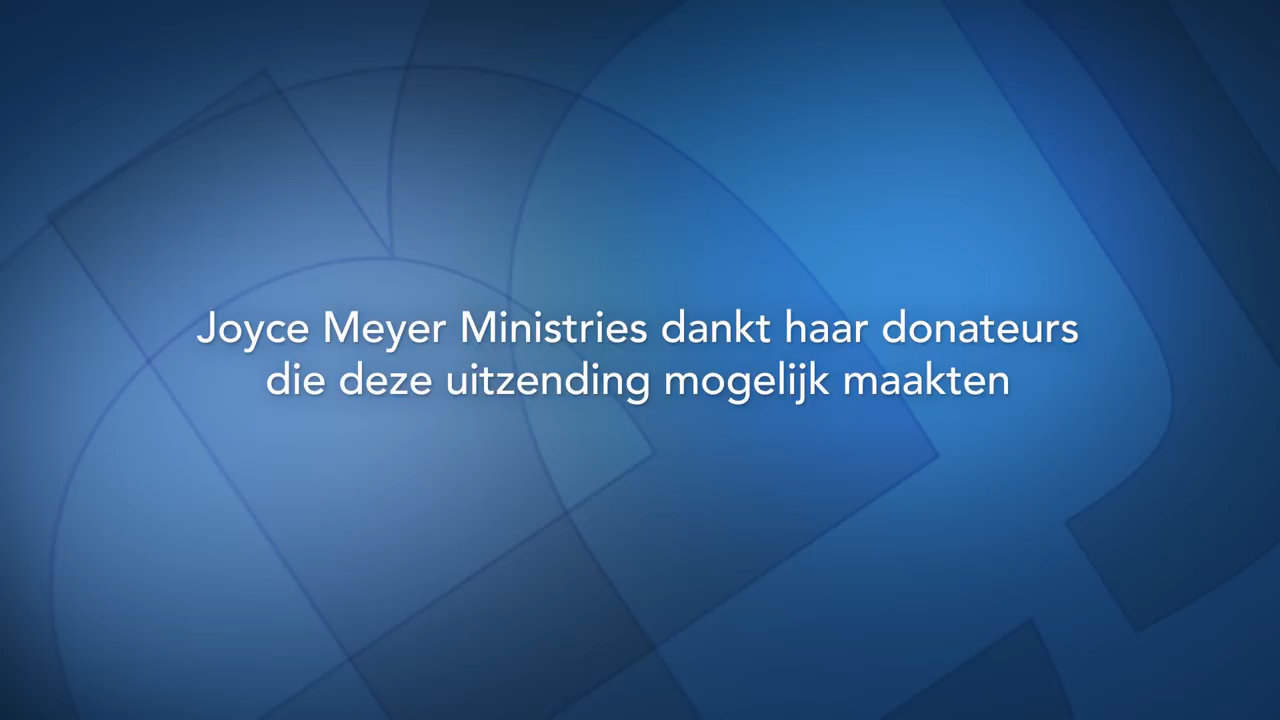 Joyce Meyer Ministries dankt haar donateurs
die deze uitzending mogelijk maakten